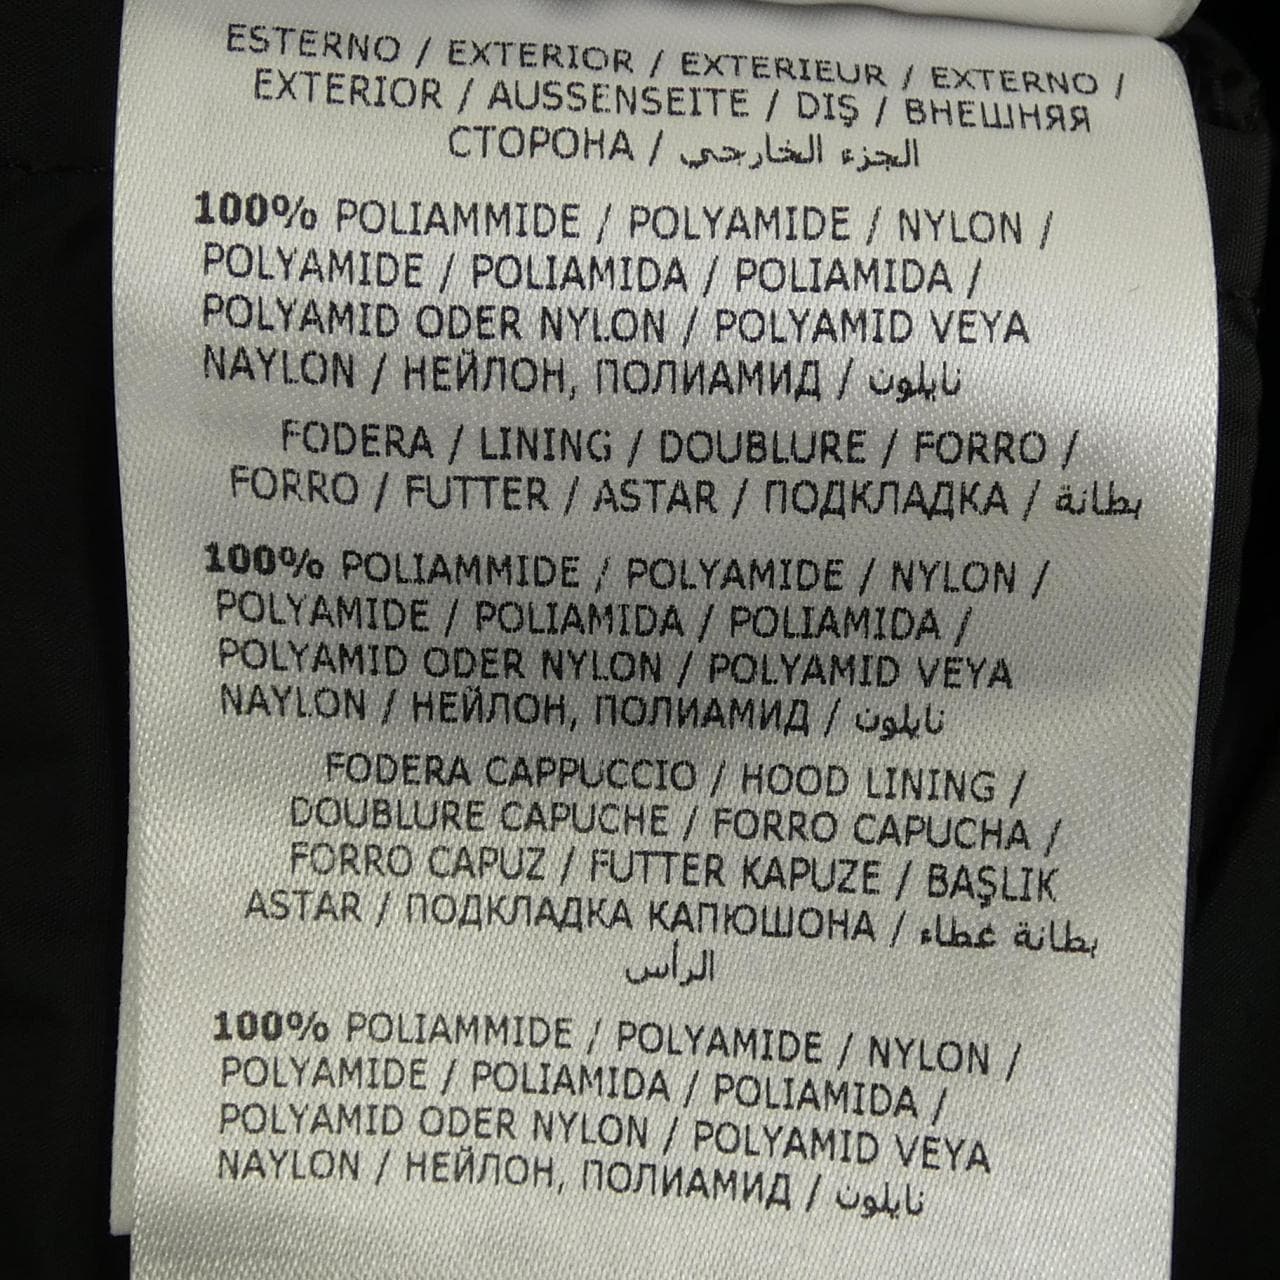 ESTERNO / EXTERIOR / EXTERIEUR / EXTERNO /
EXTERIOR / AUSSENSEITE / DIŞ / ВНЕШНЯЯ
СТОРОНА / الجزء الخارجي
100% POLIAMMIDE / POLYAMIDE / NYLON /
POLYAMIDE / POLIAMIDA / POLIAMIDA /
POLYAMID ODER NYLON / POLYAMID VEYA
NAYLON / НЕЙЛОН, ПОЛИАМИД / نايلون
FODERA / LINING / DOUBLURE / FORRO /
FORRO / FUTTER / ASTAR / ПОДКЛАДКА / بطانة
100% POLIAMMIDE / POLYAMIDE / NYLON /
POLYAMIDE / POLIAMIDA / POLIAMIDA /
POLYAMID ODER NYLON / POLYAMID VEYA
NAYLON / НЕЙЛОН, ПОЛИАМИД / نايلون
FODERA CAPPUCCIO / HOOD LINING /
DOUBLURE CAPUCHE / FORRO CAPUCHA /
FORRO CAPUZ / FUTTER KAPUZE / BAŞLIK
ASTAR / ПОДКЛАДКА КАПЮШОНА / بطانة غطاء
الرأس
100% POLIAMMIDE / POLYAMIDE / NYLON /
POLYAMIDE / POLIAMIDA / POLIAMIDA /
POLYAMID ODER NYLON / POLYAMID VEYA
NAYLON / НЕЙЛОН, ПОЛИАМИД / نايلون